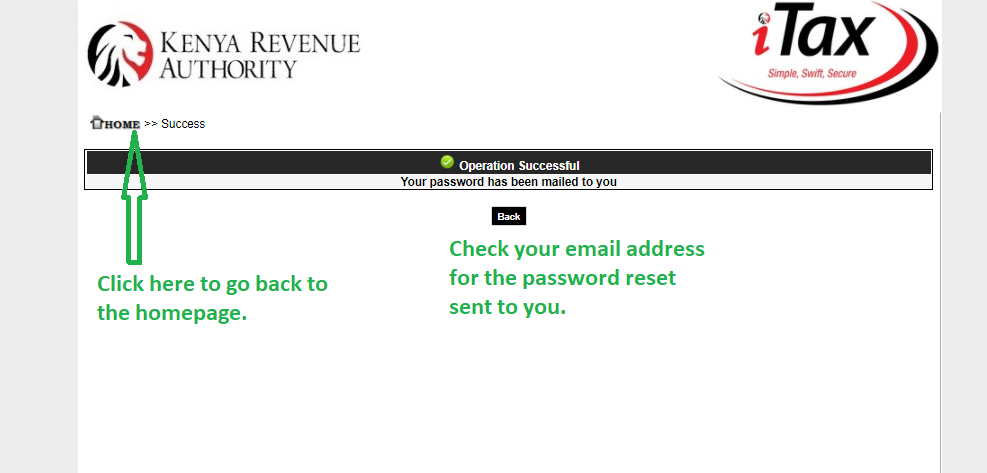 KENYA REVENUE
AUTHORITY
iTax
Simple, Swift, Secure
HOME >> Success
Operation Successful
Your password has been mailed to you
Back
Check your email address
for the password reset
sent to you.
Click here to go back to
the homepage.